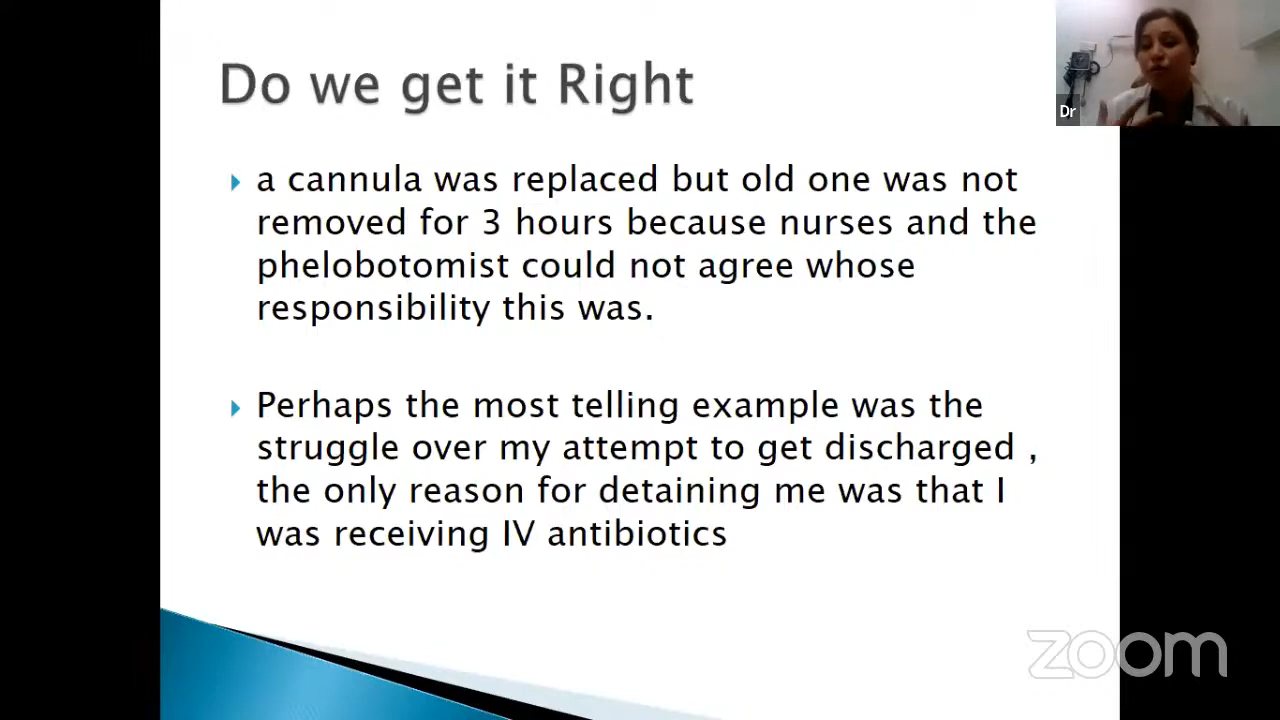 Do we get it Right
a cannula was replaced but old one was not
removed for 3 hours because nurses and the
phelobotomist could not agree whose
responsibility this was.
Perhaps the most telling example was the
struggle over my attempt to get discharged ,
the only reason for detaining me was that I
was receiving IV antibiotics
Dr
zoom